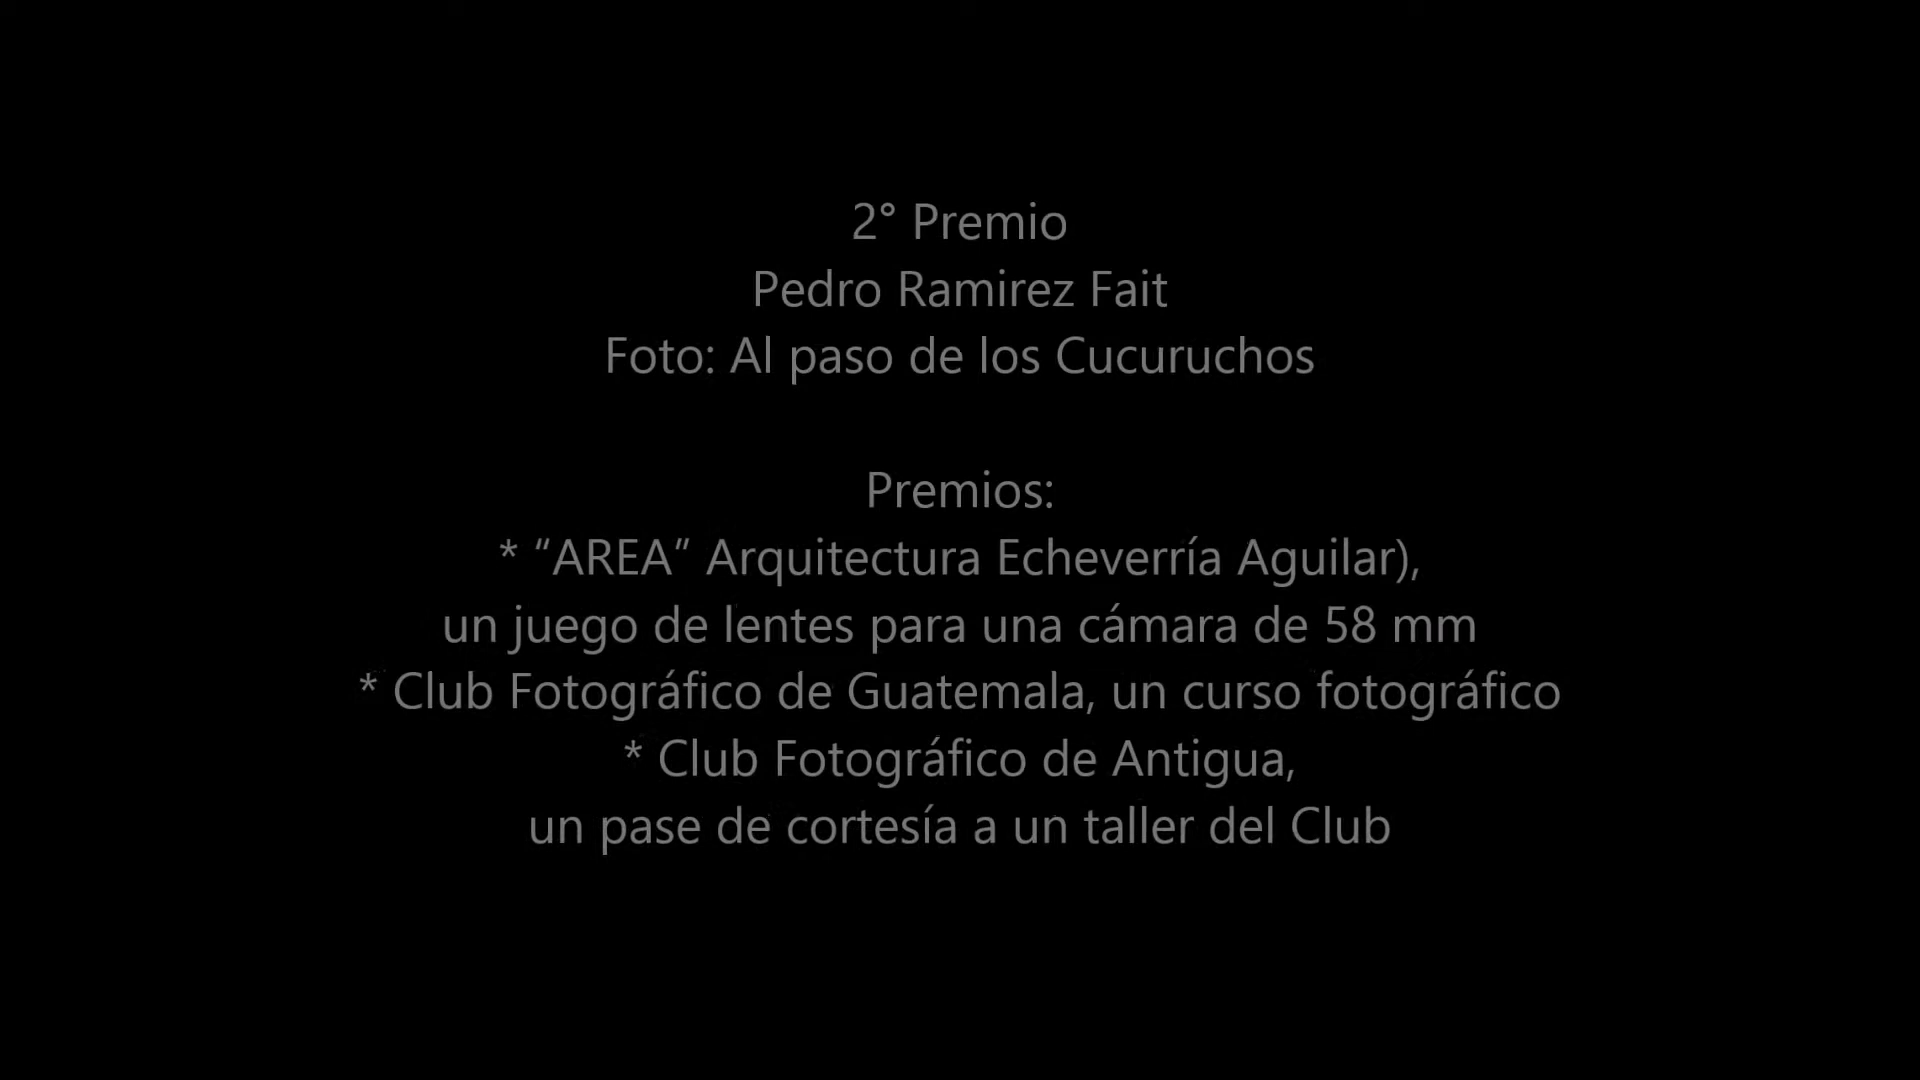 2° Premio
Pedro Ramirez Fait
Foto: Al paso de los Cucuruchos
Premios:
* “AREA” Arquitectura Echeverría Aguilar),
un juego de lentes para una cámara de 58 mm
* Club Fotográfico de Guatemala, un curso fotográfico
* Club Fotográfico de Antigua,
un pase de cortesía a un taller del Club